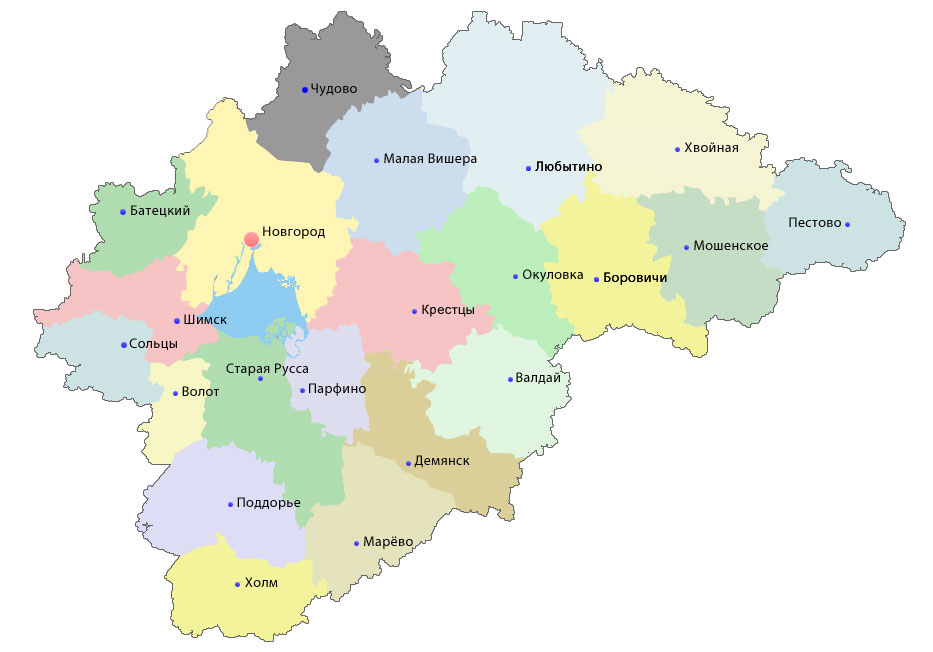 Чудово
Малая Вишера
Любытино
Хвойная
Батецкий
Новгород
Пестово
Мошенское
Окуловка
Боровичи
Шимск
Крестцы
Сольцы
Старая Русса
Валдай
Волот
Парфино
Демянск
Поддорье
Марёво
Холм